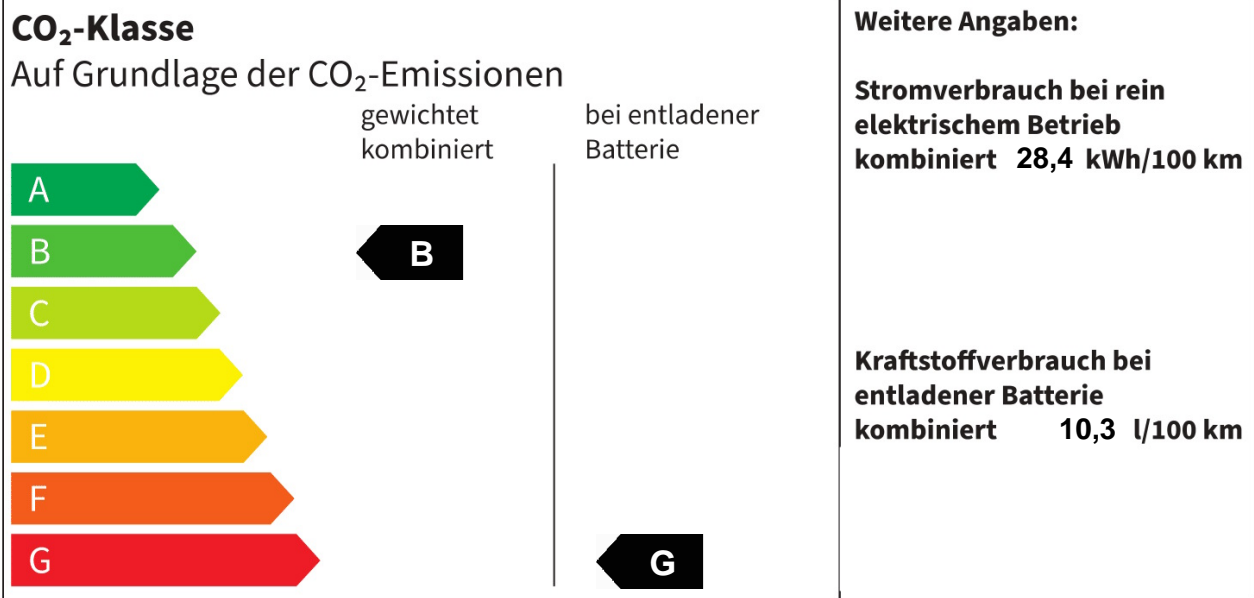 CO₂-Klasse
Auf Grundlage der CO₂-Emissionen
gewichtet
kombiniert
bei entladener
Batterie
A
B
B
C
D
E
F
G
G
Weitere Angaben:
Stromverbrauch bei rein
elektrischem Betrieb
kombiniert 28,4 kWh/100 km
Kraftstoffverbrauch bei
entladener Batterie
kombiniert 10,3 l/100 km